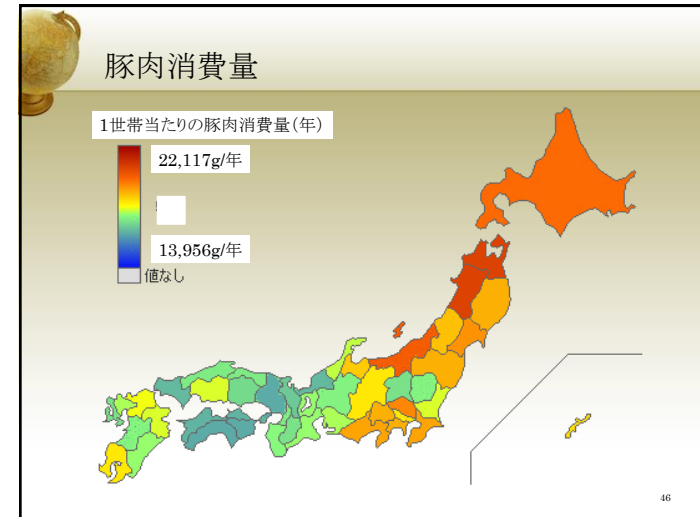 豚肉消費量
1世帯当たりの豚肉消費量(年)
22,117g/年
13,956g/年
値なし
46